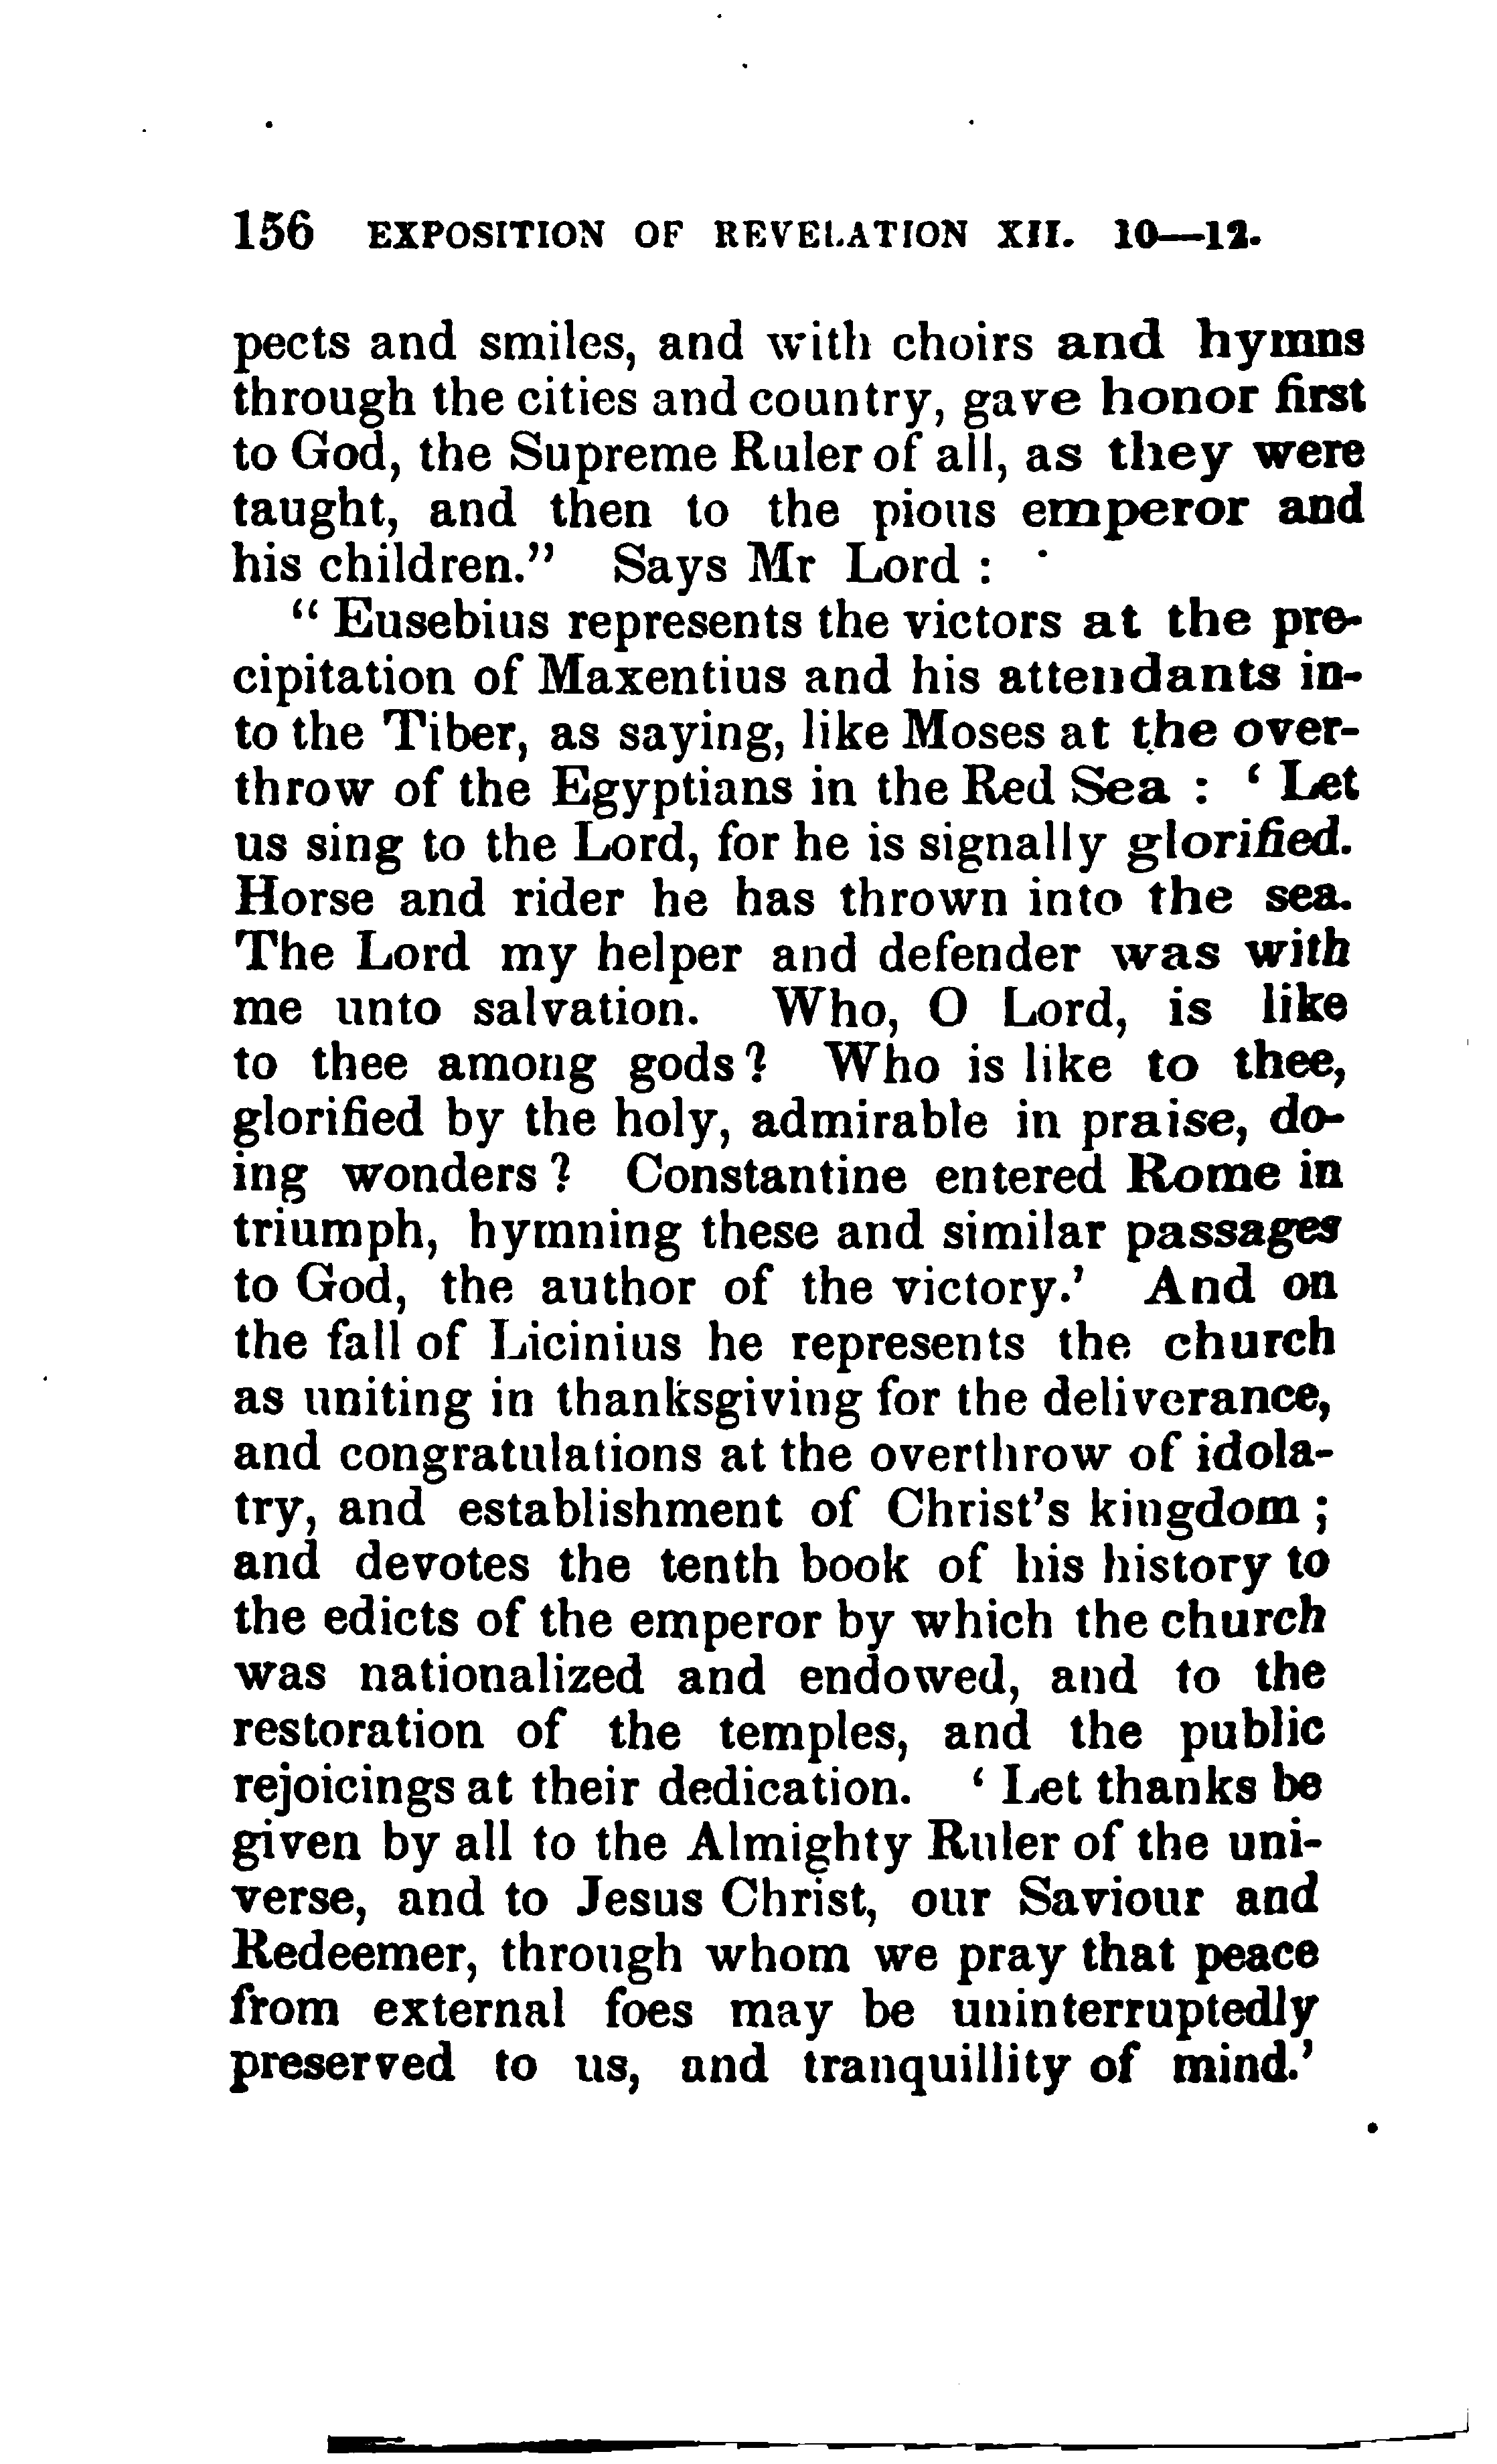 156 EXPOSITION OF REVELATION XII. 10—12.
pects and smiles, and with choirs and hymns
through the cities and country, gave honor first
to God, the Supreme Ruler of all, as they were
taught, and then to the pious emperor and
his children." Says Mr Lord :
" Eusebius represents the victors at the pre-
cipitation of Maxentius and his attendants in-
to the Tiber, as saying, like Moses at the over-
throw of the Egyptians in the Red Sea : ' Let
us sing to the Lord, for he is signally glorified.
Horse and rider he has thrown into the sea.
The Lord my helper and defender was with
me unto salvation. Who, O Lord, is like
to thee among gods? Who is like to thee,
glorified by the holy, admirable in praise, do-
ing wonders ? Constantine entered Rome in
triumph, hymning these and similar passages
to God, the author of the victory.' And on
the fall of Licinius he represents the church
as uniting in thanksgiving for the deliverance,
and congratulations at the overthrow of idola-
try, and establishment of Christ's kingdom ;
and devotes the tenth book of his history to
the edicts of the emperor by which the church
was nationalized and endowed, and to the
restoration of the temples, and the public
rejoicings at their dedication. ' Let thanks be
given by all to the Almighty Ruler of the uni-
verse, and to Jesus Christ, our Saviour and
Redeemer, through whom we pray that peace
from external foes may be uninterruptedly
preserved to us, and tranquillity of mind.'